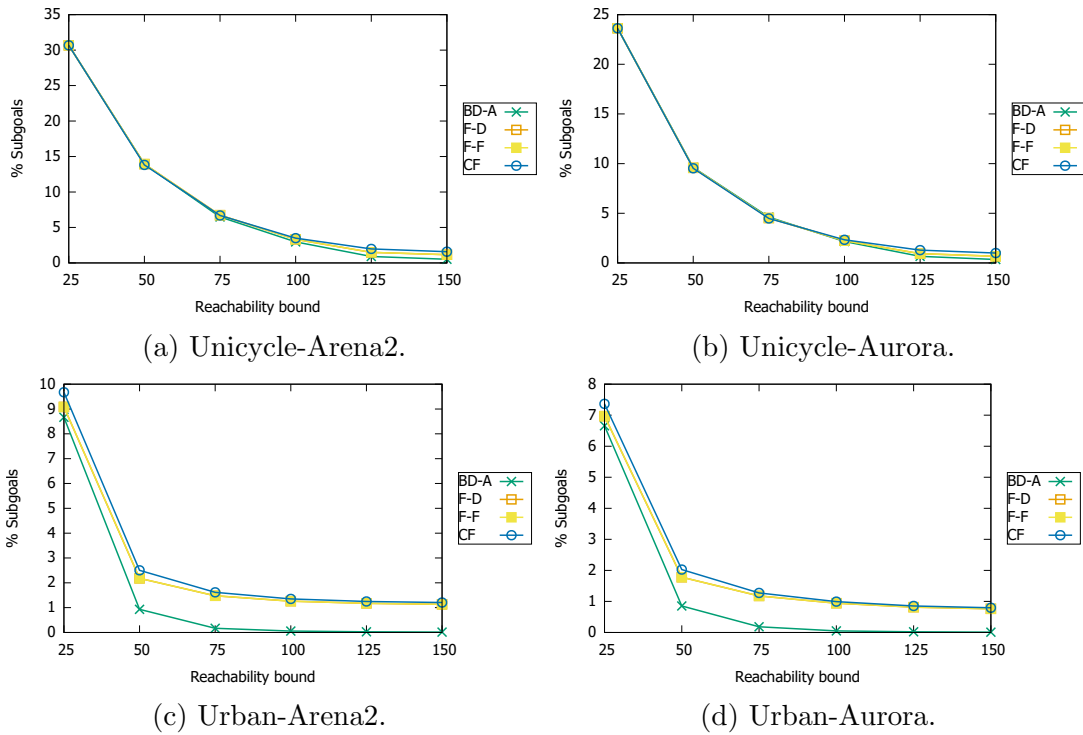 35
30
25
20
15
10
5
0
% Subgoals
25 50 75 100 125 150
Reachability bound
BD-A
F-D
F-F
CF
(a) Unicycle-Arena2.
25
20
15
10
5
0
% Subgoals
25 50 75 100 125 150
Reachability bound
BD-A
F-D
F-F
CF
(b) Unicycle-Aurora.
10
9
8
7
6
5
4
3
2
1
0
% Subgoals
25 50 75 100 125 150
Reachability bound
BD-A
F-D
F-F
CF
(c) Urban-Arena2.
8
7
6
5
4
3
2
1
0
% Subgoals
25 50 75 100 125 150
Reachability bound
BD-A
F-D
F-F
CF
(d) Urban-Aurora.